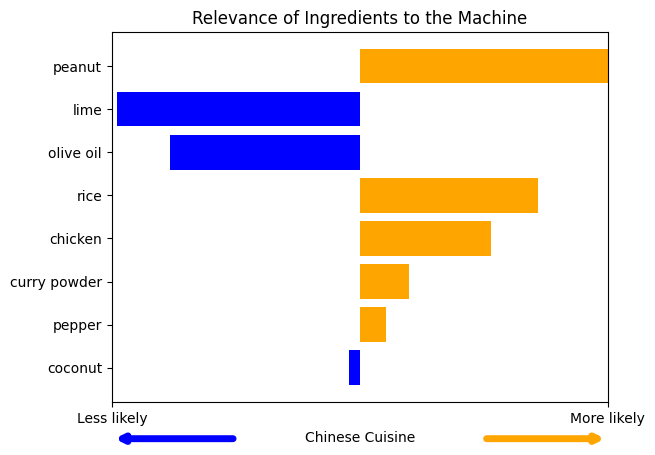 Relevance of Ingredients to the Machine
peanut
lime
olive oil
rice
chicken
curry powder
pepper
coconut
Less likely
More likely
Chinese Cuisine